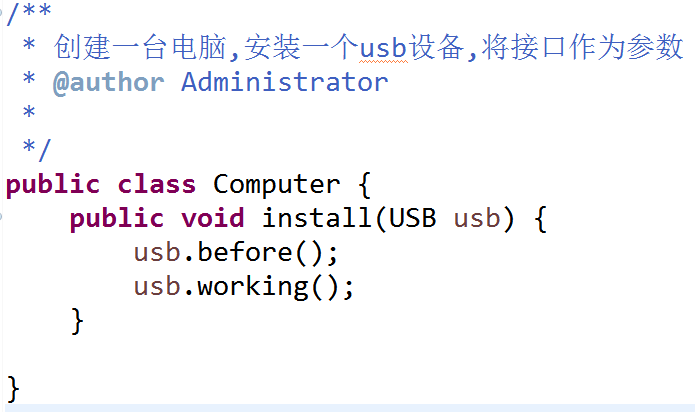 /**
 * 创建一台电脑,安装一个usb设备,将接口作为参数
 * @author Administrator
 *
 */
public class Computer {
    public void install(USB usb) {
        usb.before();
        usb.working();
    }
}